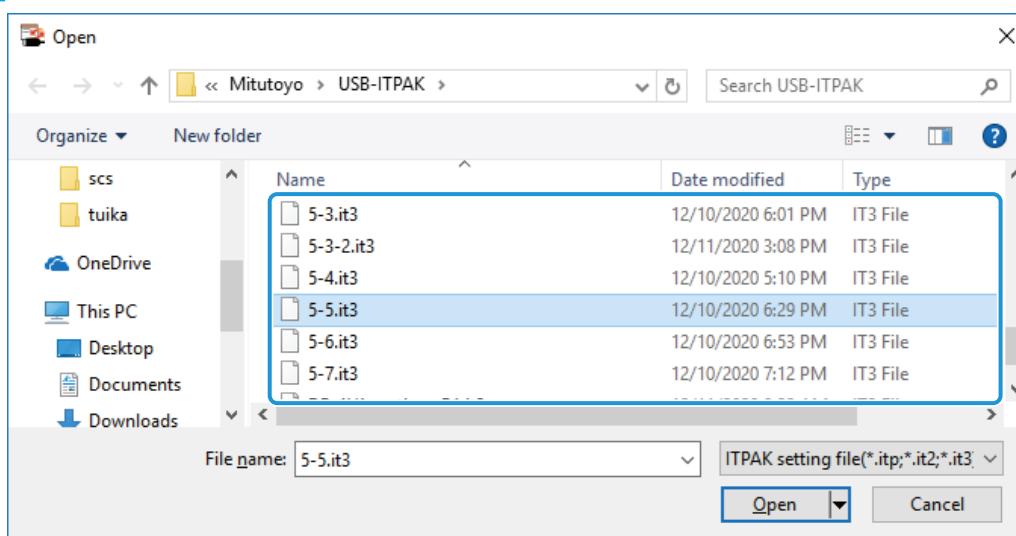 Open
« Mitutoyo > USB-ITPAK >
Search USB-ITPAK
Organize New folder
Name Date modified Type
scs
tuika
OneDrive
This PC
Desktop
Documents
Downloads
5-3.it3 12/10/2020 6:01 PM IT3 File
5-3-2.it3 12/11/2020 3:08 PM IT3 File
5-4.it3 12/10/2020 5:10 PM IT3 File
5-5.it3 12/10/2020 6:29 PM IT3 File
5-6.it3 12/10/2020 6:53 PM IT3 File
5-7.it3 12/10/2020 7:12 PM IT3 File
File name: 5-5.it3 ITPAK setting file(*.itp;*.it2;*.it3
Open Cancel